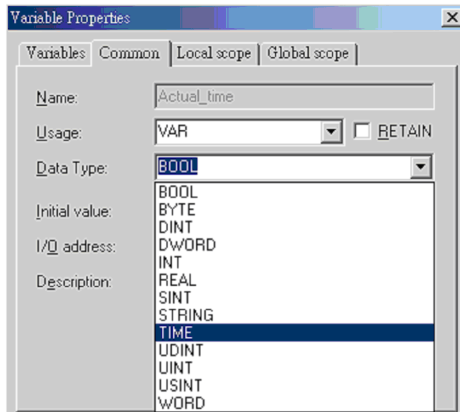 Variable Properties
Variables Common Local scope Global scope
Name: Actual_time
Usage: VAR RETAIN
Data Type: BOOL
BOOL
Initial value: BYTE
DINT
I/O address: DWORD
INT
Description: REAL
SINT
STRING
TIME
UDINT
UINT
USINT
WORD